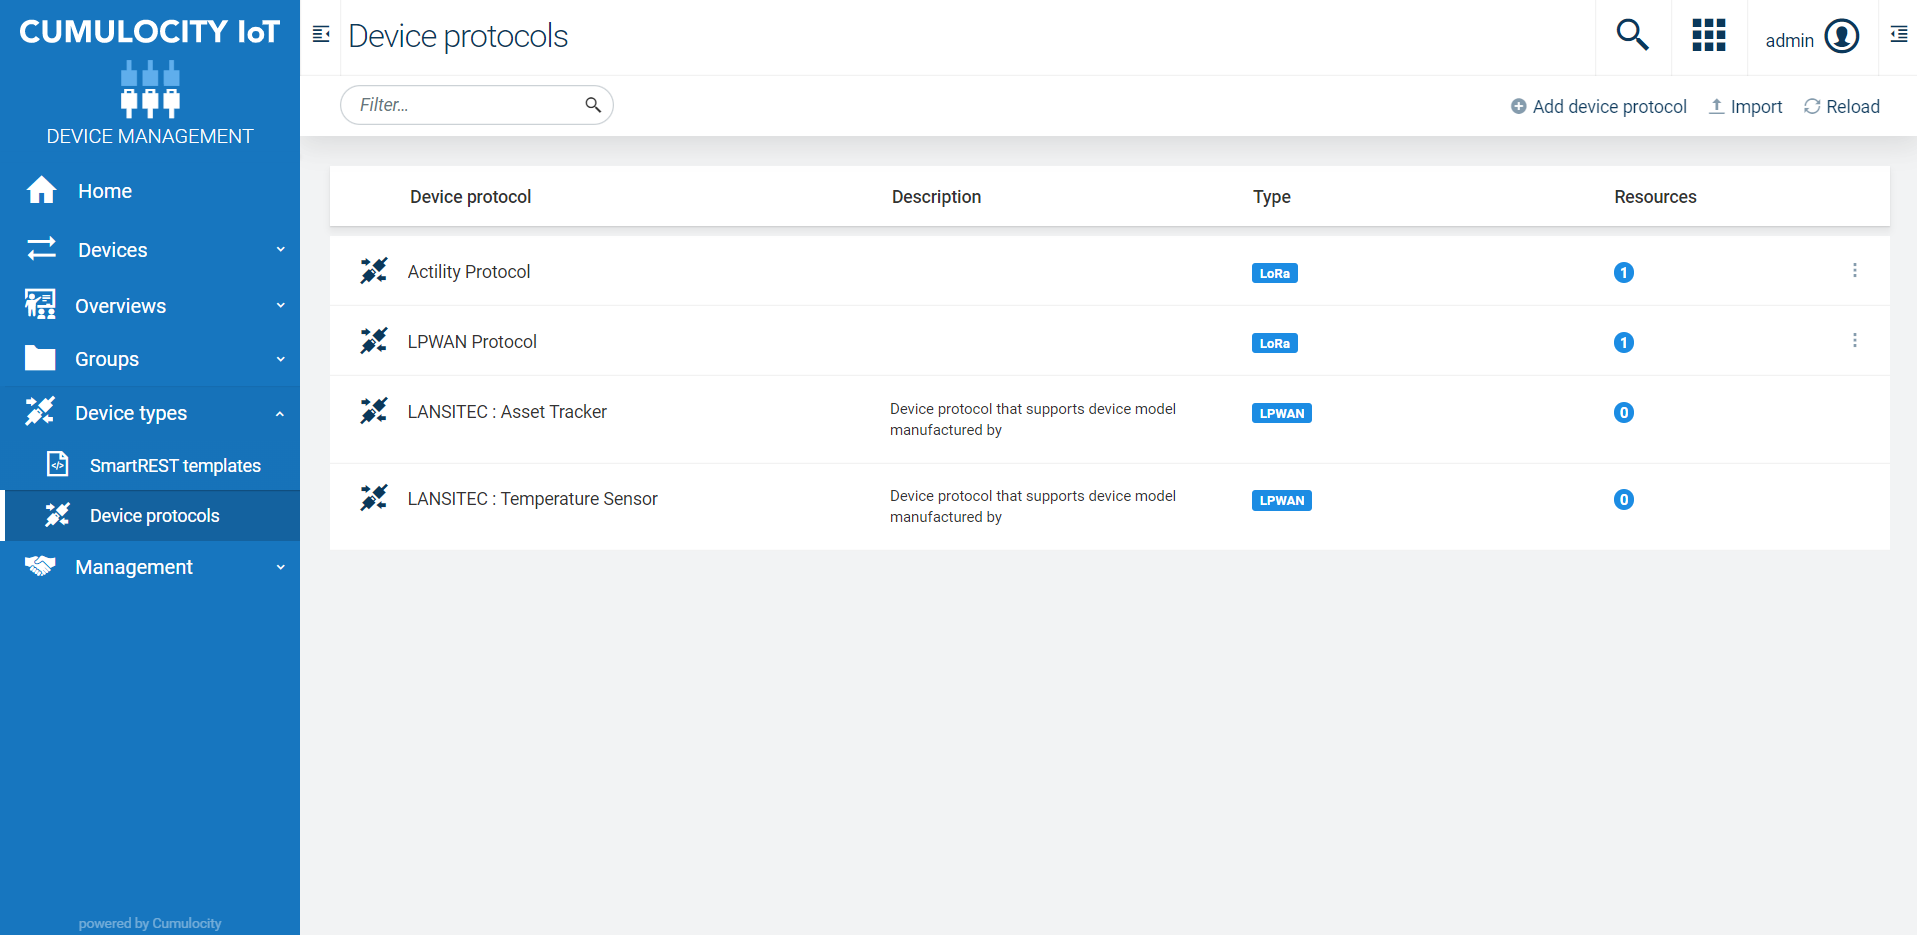 CUMULOCITY IoT
DEVICE MANAGEMENT
Home
Devices
Overviews
Groups
Device types
SmartREST templates
Device protocols
Management
powered by Cumulocity
Device protocols
admin
Filter...
Add device protocol
Import
Reload
Device protocol Description Type Resources
Actility Protocol LoRa 1
LPWAN Protocol LoRa 1
LANSITEC : Asset Tracker Device protocol that supports device model LPWAN 0
manufactured by
LANSITEC : Temperature Sensor Device protocol that supports device model LPWAN 0
manufactured by